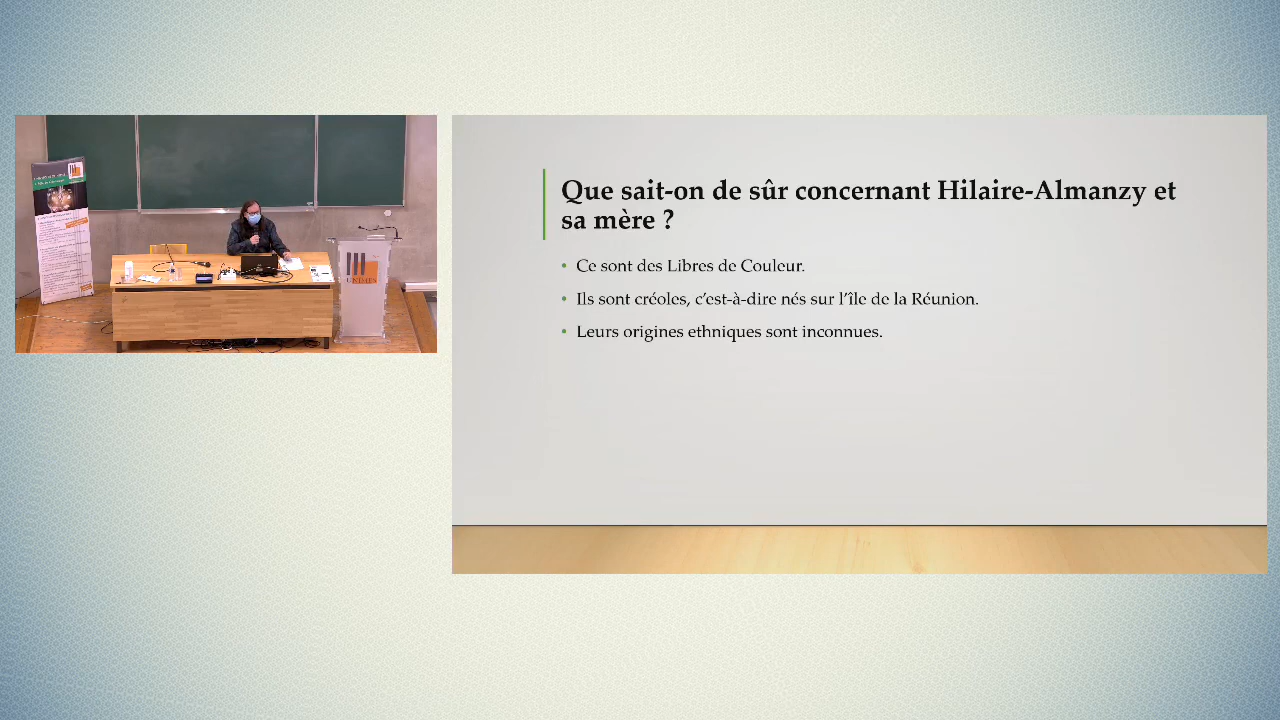 Que sait-on de sûr concernant Hilaire-Almanzy et
sa mère ?
• Ce sont des Libres de Couleur.
• Ils sont créoles, c'est-à-dire nés sur l'île de la Réunion.
• Leurs origines ethniques sont inconnues.